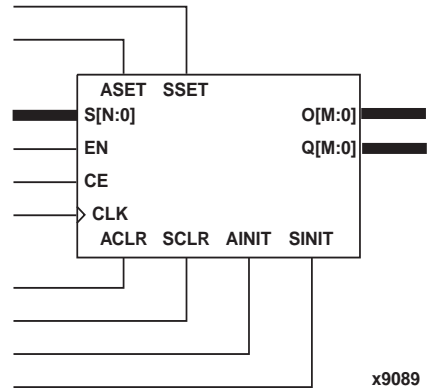 ASET SSET
S[N:0] O[M:0]
EN Q[M:0]
CE
CLK
ACLR SCLR AINIT SINIT
x9089